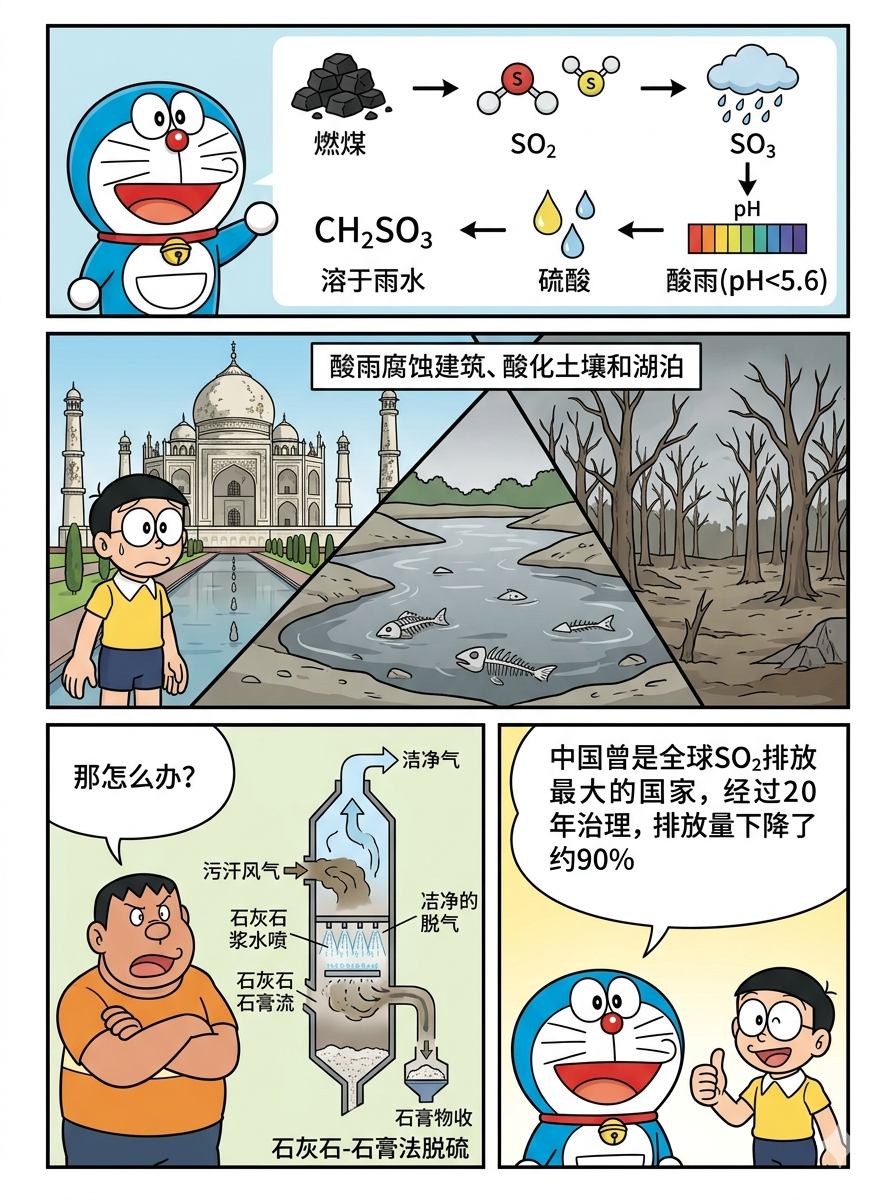 燃煤
S
S
SO₂
SO₃
pH
酸雨(pH<5.6)
硫酸
CH₂SO₃
溶于雨水
酸雨腐蚀建筑、酸化土壤和湖泊
那怎么办？
洁净气
污汗风气
洁净的
脱气
石灰石
浆水喷
石灰石
石膏流
石膏物收
石灰石-石膏法脱硫
中国曾是全球SO₂排放
最大的国家，经过20
年治理，排放量下降了
约90%